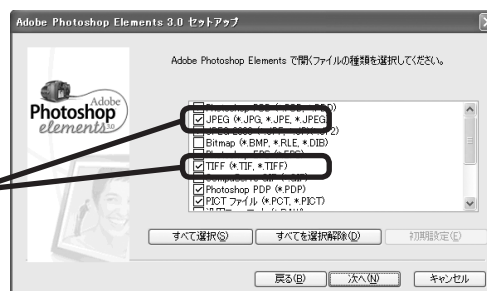 Adobe Photoshop Elements 3.0 セットアップ
Adobe Photoshop Elements で開くファイルの種類を選択してください。
Adobe
Photoshop
elements 3.0
JPEG (*.JPG, *.JPE, *.JPEG
Bitmap (*.BMP, *.RLE, *.DIB)
TIFF (*.TIF, *.TIFF)
Photoshop PDP (*.PDP)
PICT ファイル (*.PCT, *.PICT)
すべて選択(S)
すべてを選択解除(D)
初期設定(E)
戻る(B)
次へ(N)
キャンセル